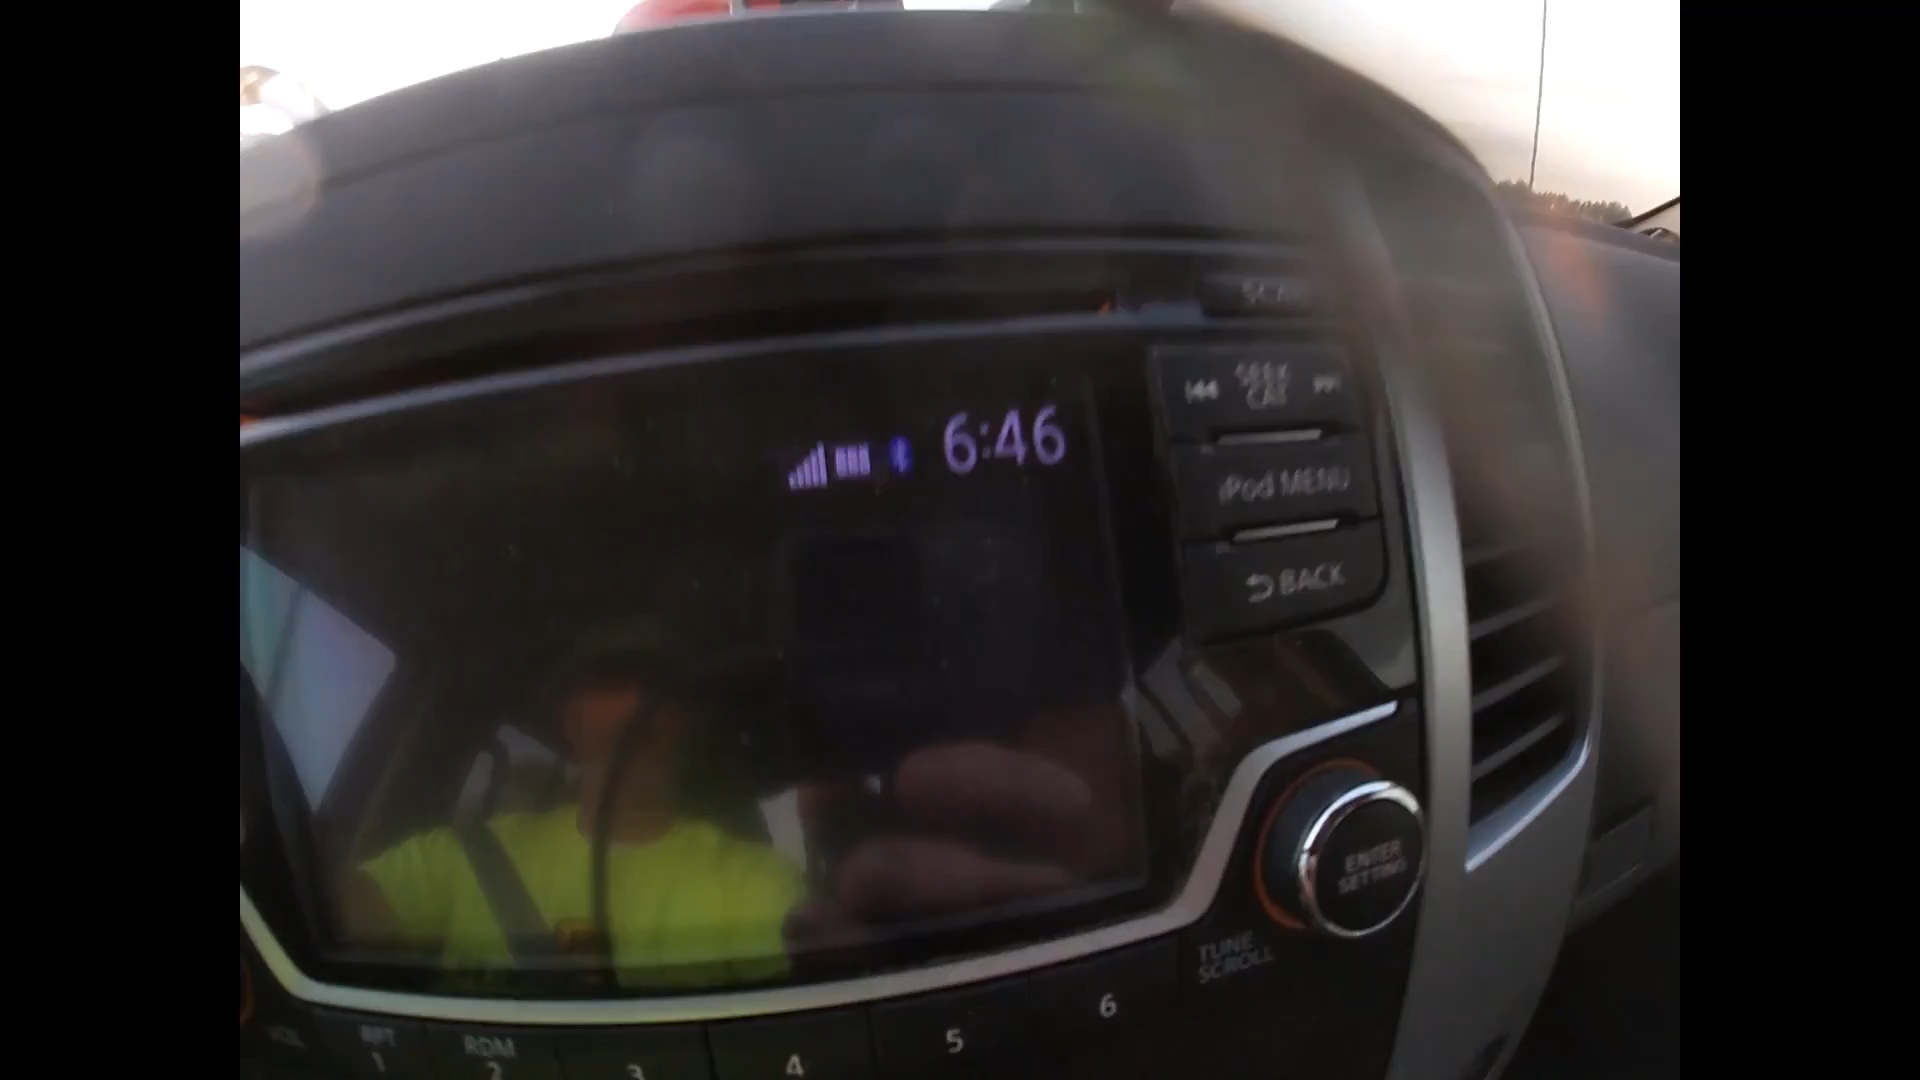 SCAN
SEEK
CAT
6:46
iPod MENU
BACK
ENTER
SETTING
TUNE
SCROLL
6
5
RPT
RDM
1
2
3
4